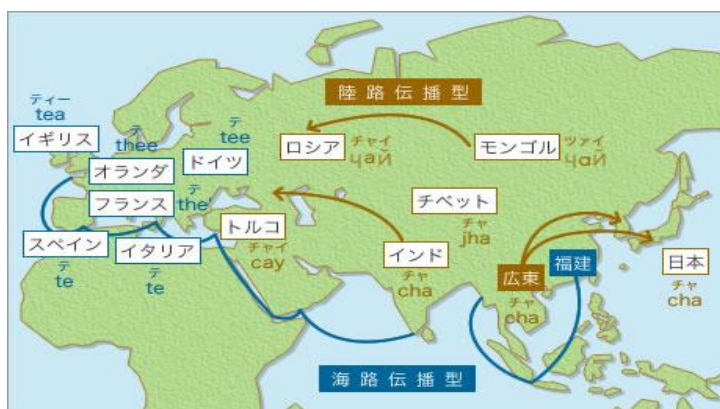 陸路伝播型
ティー
tea
イギリス
テ
thee
オランダ
テ
tee
ドイツ
フランス
テ
the'
スペイン
テ
te
イタリア
テ
te
トルコ
チャイ
cay
ロシア
チャイ
чай
モンゴル
ツァイ
чай
チベット
チャ
jha
インド
チャ
cha
広東
チャ
cha
福建
日本
チャ
cha
海路伝播型